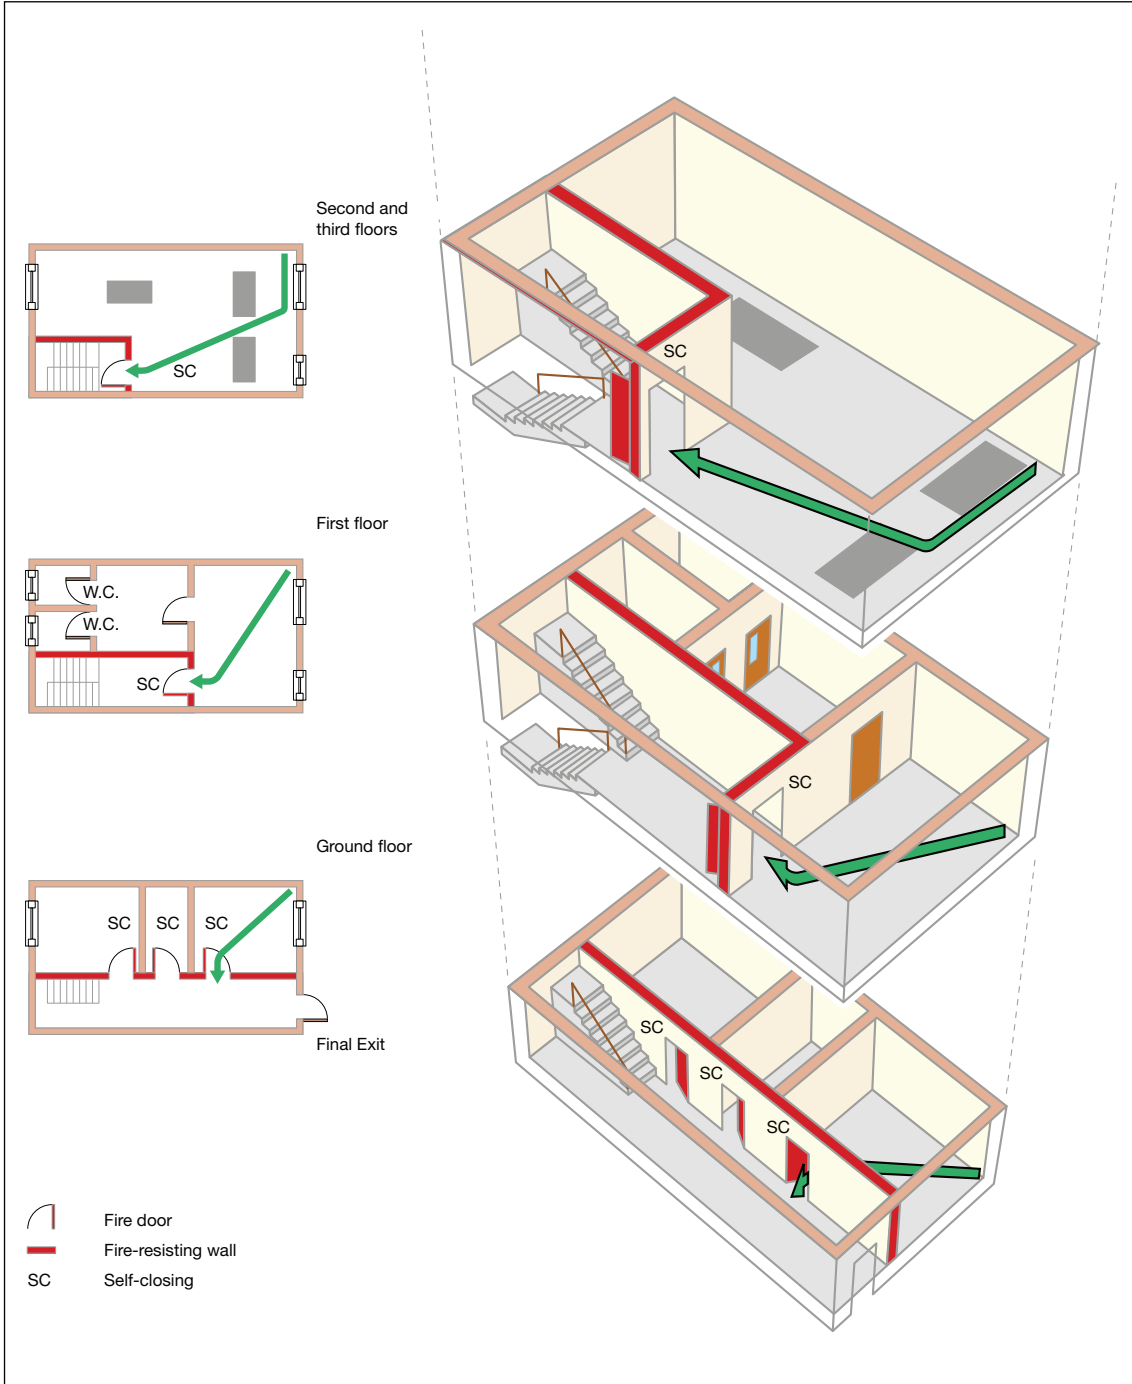 Second and
third floors
SC
SC
First floor
W.C.
W.C.
SC
SC
Ground floor
SC
SC
SC
SC
SC
SC
Final Exit
Fire door
Fire-resisting wall
SC
Self-closing